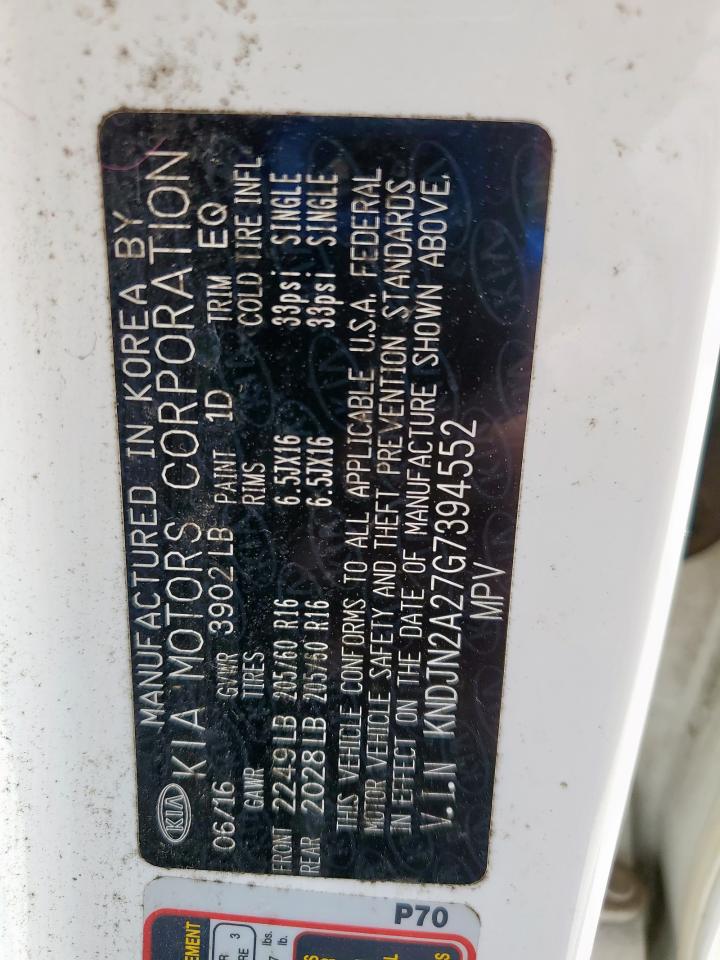 MANUFACTURED IN KOREA BY
KIA KIA MOTORS CORPORATION
06/16 GVWR 3902LB PAINT 1D TRIM EQ
GAWR TIRES RIMS COLD TIRE INFL
FRONT 2249LB 205/60 R16 6.5JX16 33psi SINGLE
REAR 2028LB 205/60 R16 6.5JX16 33psi SINGLE
THIS VEHICLE CONFORMS TO ALL APPLICABLE U.S.A. FEDERAL
MOTOR VEHICLE SAFETY AND THEFT PREVENTION STANDARDS
IN EFFECT ON THE DATE OF MANUFACTURE SHOWN ABOVE.
V.I.N KNDJN2A27G7394552
MPV
P70